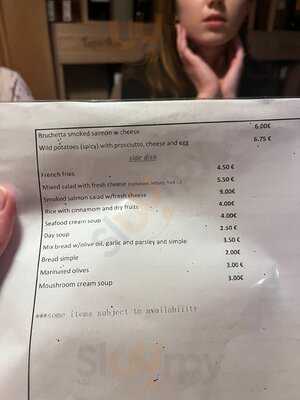 Bruchetta smoked salmon w cheese 6.00€
Wild potatoes (spicy) with prosciutto, cheese and egg 6.75 €
side dish
French fries 4.50 €
Mixed salad with fresh cheese 5.50 €
Smoked salmon salad w/fresh cheese 9.00€
Rice with cinnamon and dry fruits 4.00€
Seafood cream soup 4.00€
Day soup 2.50 €
Mix bread w/olive oil, garlic and parsley and simple 3.50 €
Bread simple 2.00€
Marinured olives 3.00 €
Moushroom cream soup 3.00€
***some items subject to availability
Sluurpy